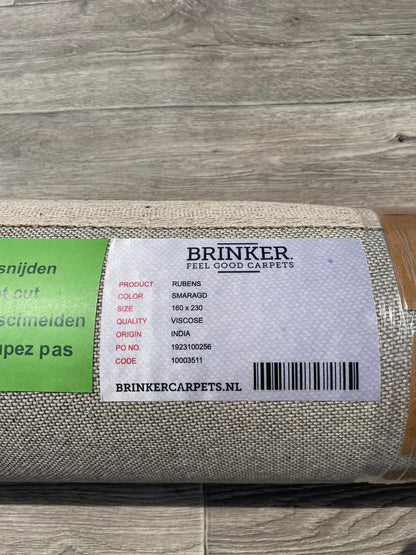 snijden
cut
schneiden
pas
BRINKER.
FEEL GOOD CARPETS
PRODUCT RUBENS
COLOR SMARAGD
SIZE 160 x 230
QUALITY VISCOSE
ORIGIN INDIA
PO NO. 1923100256
CODE 10003511
BRINKERCARPETS.NL